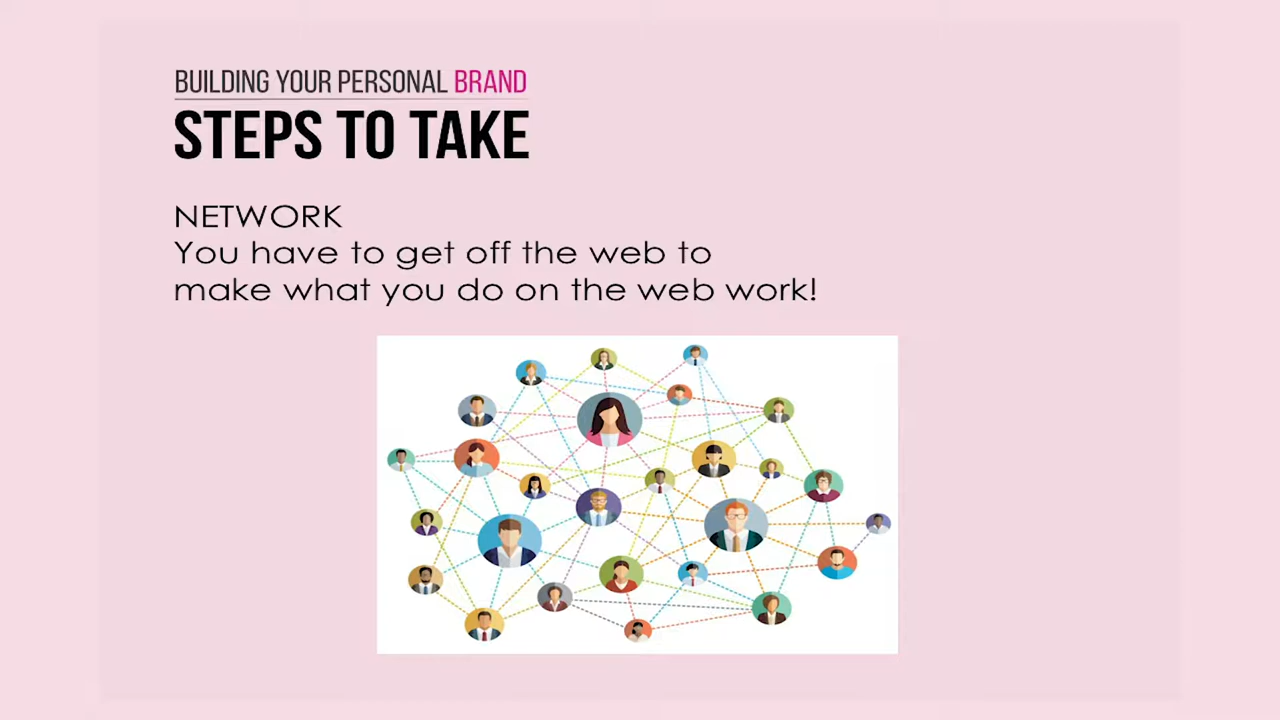 BUILDING YOUR PERSONAL BRAND
STEPS TO TAKE
NETWORK
You have to get off the web to
make what you do on the web work!